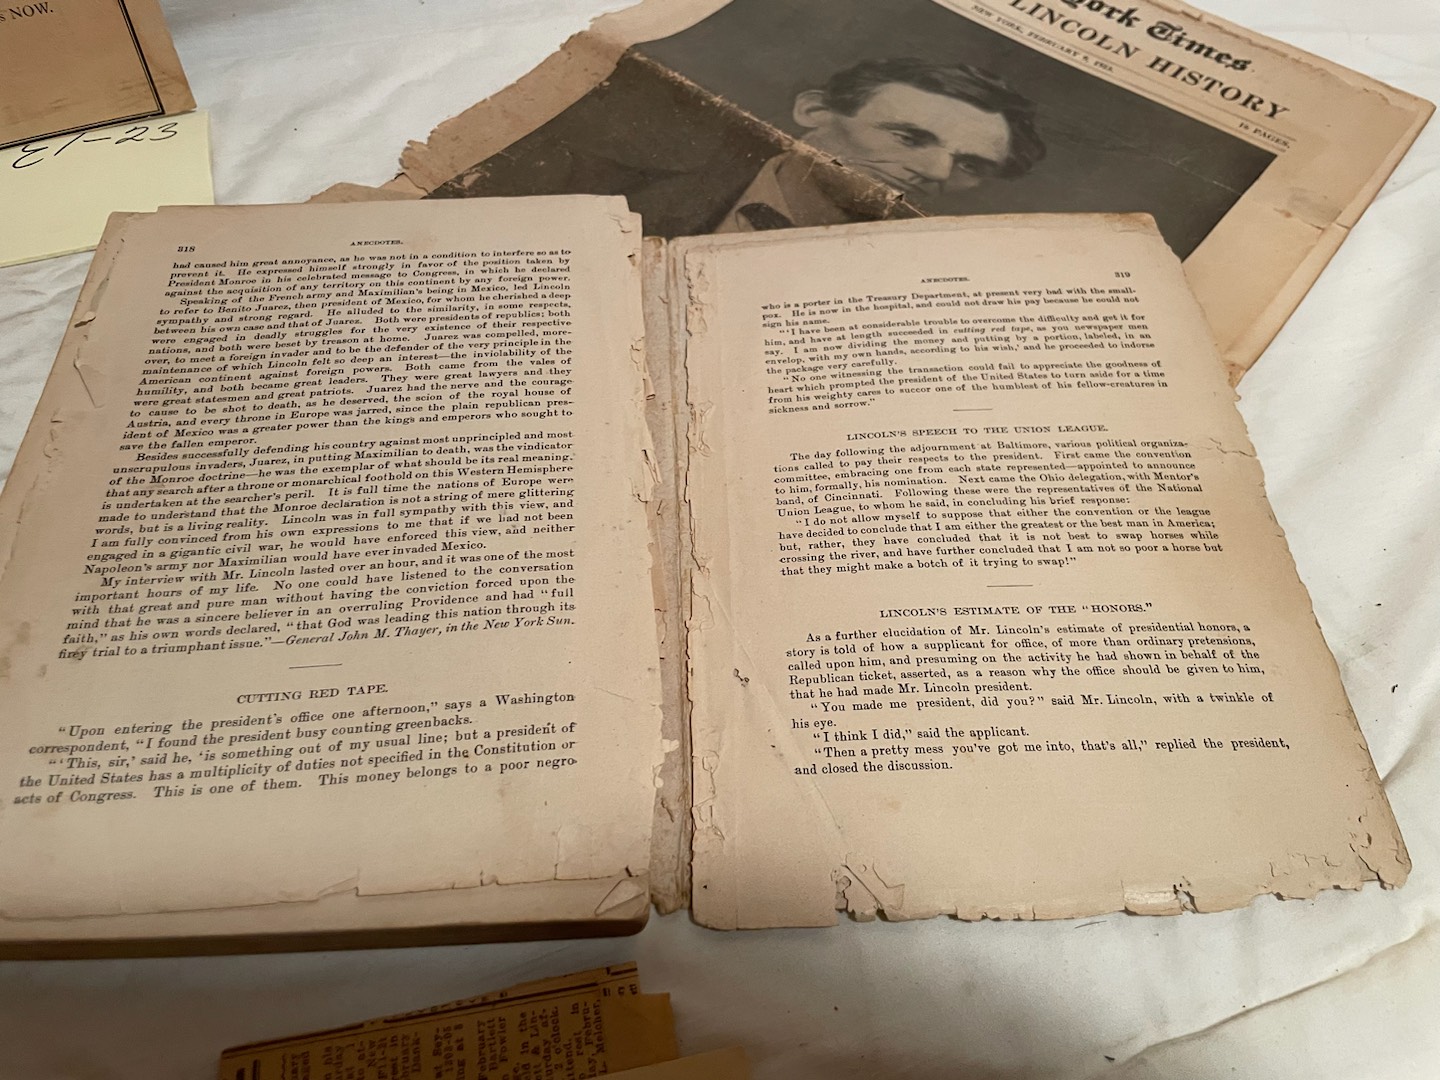 s NOW.
E1-23
York Times
LINCOLN HISTORY
NEW YORK, FEBRUARY
16 PAGES.
318
ANECDOTES.
had caused him great annoyance, as he was not in a condition to interfere so as to
prevent it. He expressed himself strongly in favor of the position taken by
President Monroe in his celebrated message to Congress, in which he declared
against the acquisition of any territory on this continent by any foreign power.
Speaking of the French army and Maximilian's being in Mexico, led Lincoln
to refer to Benito Juarez, then president of Mexico, for whom he cherished a deep
sympathy and strong regard. He alluded to the similarity, in some respects,
between his own case and that of Juarez. Both were presidents of republics; both
were engaged in deadly struggles for the very existence of their respective
nations, and both were beset by treason at home. Juarez was compelled, more-
over, to meet a foreign invader and to be the defender of the very principle in the
maintenance of which Lincoln felt so deep an interest—the inviolability of the
American continent against foreign powers. Both came from the vales of
humility, and both became great leaders. They were great lawyers and they
were great statesmen and great patriots. Juarez had the nerve and the courage
to cause to be shot to death, as he deserved, the scion of the royal house of
Austria, and every throne in Europe was jarred, since the plain republican pres-
ident of Mexico was a greater power than the kings and emperors who sought to
save the fallen emperor.
Besides successfully defending his country against most unprincipled and most
unscrupulous invaders, Juarez, in putting Maximilian to death, was the vindicator
of the Monroe doctrine—he was the exemplar of what should be its real meaning,
that any search after a throne or monarchical foothold on this Western Hemisphere
is undertaken at the searcher's peril. It is full time the nations of Europe were
made to understand that the Monroe declaration is not a string of mere glittering
words, but is a living reality. Lincoln was in full sympathy with this view, and
I am fully convinced from his own expressions to me that if we had not been
engaged in a gigantic civil war, he would have enforced this view, and neither
Napoleon's army nor Maximilian would have ever invaded Mexico.
My interview with Mr. Lincoln lasted over an hour, and it was one of the most
important hours of my life. No one could have listened to the conversation
with that great and pure man without having the conviction forced upon the
mind that he was a sincere believer in an overruling Providence and had "full
faith," as his own words declared, "that God was leading this nation through its
fiery trial to a triumphant issue."—General John M. Thayer, in the New York Sun.
CUTTING RED TAPE.
"Upon entering the president's office one afternoon," says a Washington
correspondent, "I found the president busy counting greenbacks.
"'This, sir,' said he, 'is something out of my usual line; but a president of
the United States has a multiplicity of duties not specified in the Constitution or
acts of Congress. This is one of them. This money belongs to a poor negro
ANECDOTES.
319
who is a porter in the Treasury Department, at present very bad with the small-
pox. He is now in the hospital, and could not draw his pay because he could not
sign his name.
"'I have been at considerable trouble to overcome the difficulty and get it for
him, and have at length succeeded in cutting red tape, as you newspaper men
say. I am now dividing the money and putting by a portion, labeled, in an
envelop, with my own hands, according to his wish,' and he proceeded to indorse
the package very carefully.
"No one witnessing the transaction could fail to appreciate the goodness of
heart which prompted the president of the United States to turn aside for a time
from his weighty cares to succor one of the humblest of his fellow-creatures in
sickness and sorrow."
LINCOLN'S SPEECH TO THE UNION LEAGUE.
The day following the adjournment at Baltimore, various political organiza-
tions called to pay their respects to the president. First came the convention
committee, embracing one from each state represented—appointed to announce
to him, formally, his nomination. Next came the Ohio delegation, with Mentor's
band, of Cincinnati. Following these were the representatives of the National
Union League, to whom he said, in concluding his brief response:
"I do not allow myself to suppose that either the convention or the league
have decided to conclude that I am either the greatest or the best man in America;
but, rather, they have concluded that it is not best to swap horses while
crossing the river, and have further concluded that I am not so poor a horse but
that they might make a botch of it trying to swap!"
LINCOLN'S ESTIMATE OF THE "HONORS."
As a further elucidation of Mr. Lincoln's estimate of presidential honors, a
story is told of how a supplicant for office, of more than ordinary pretensions,
called upon him, and presuming on the activity he had shown in behalf of the
Republican ticket, asserted, as a reason why the office should be given to him,
that he had made Mr. Lincoln president.
"You made me president, did you?" said Mr. Lincoln, with a twinkle of
his eye.
"I think I did," said the applicant.
"Then a pretty mess you've got me into, that's all," replied the president,
and closed the discussion.